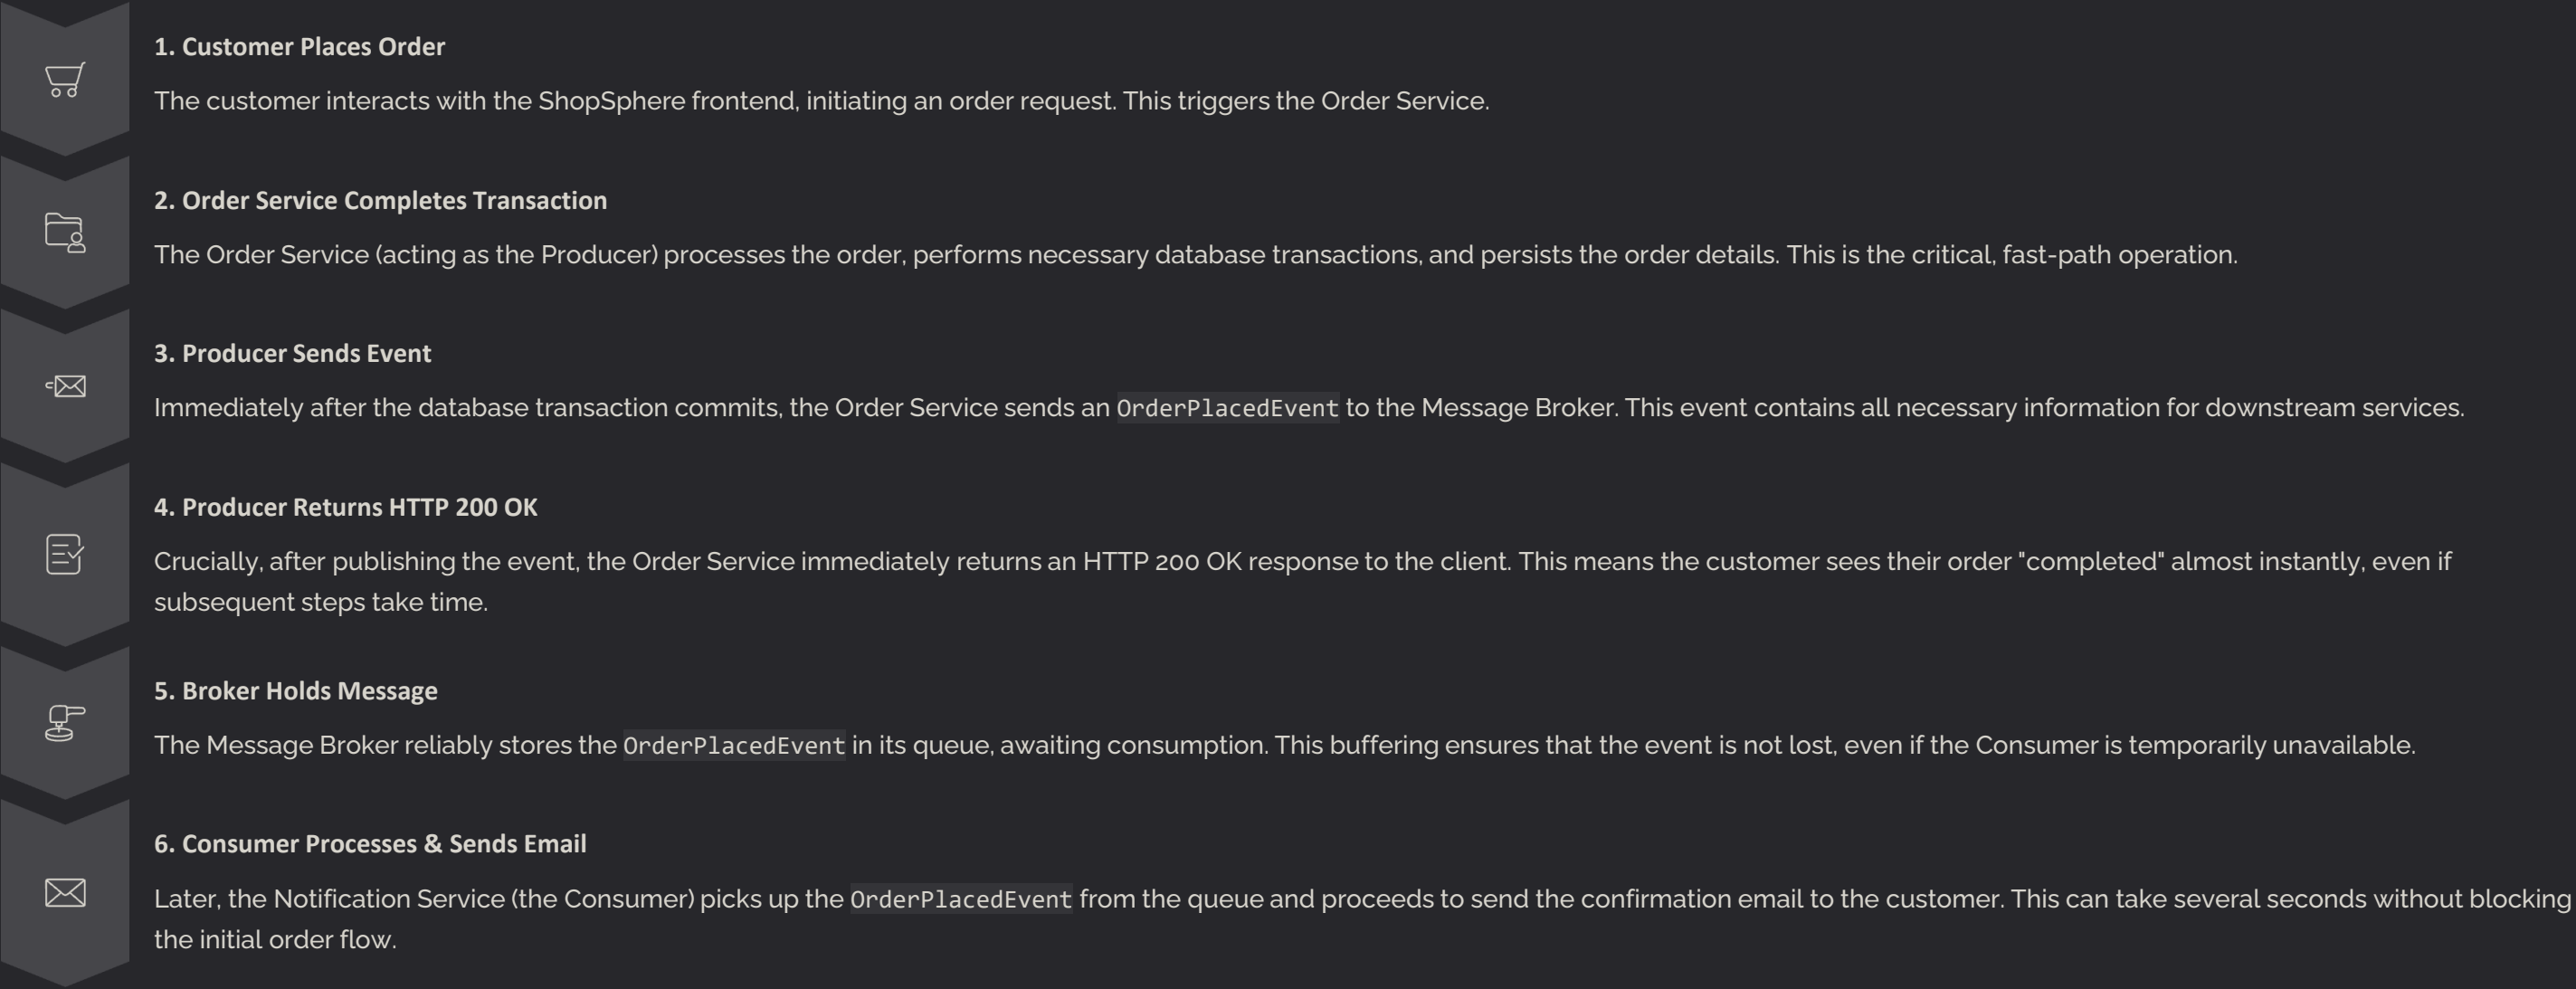 1. Customer Places Order
The customer interacts with the ShopSphere frontend, initiating an order request. This triggers the Order Service.
2. Order Service Completes Transaction
The Order Service (acting as the Producer) processes the order, performs necessary database transactions, and persists the order details. This is the critical, fast-path operation.
3. Producer Sends Event
Immediately after the database transaction commits, the Order Service sends an OrderPlacedEvent to the Message Broker. This event contains all necessary information for downstream services.
4. Producer Returns HTTP 200 OK
Crucially, after publishing the event, the Order Service immediately returns an HTTP 200 OK response to the client. This means the customer sees their order "completed" almost instantly, even if
subsequent steps take time.
5. Broker Holds Message
The Message Broker reliably stores the OrderPlacedEvent in its queue, awaiting consumption. This buffering ensures that the event is not lost, even if the Consumer is temporarily unavailable.
6. Consumer Processes & Sends Email
Later, the Notification Service (the Consumer) picks up the OrderPlacedEvent from the queue and proceeds to send the confirmation email to the customer. This can take several seconds without blocking
the initial order flow.